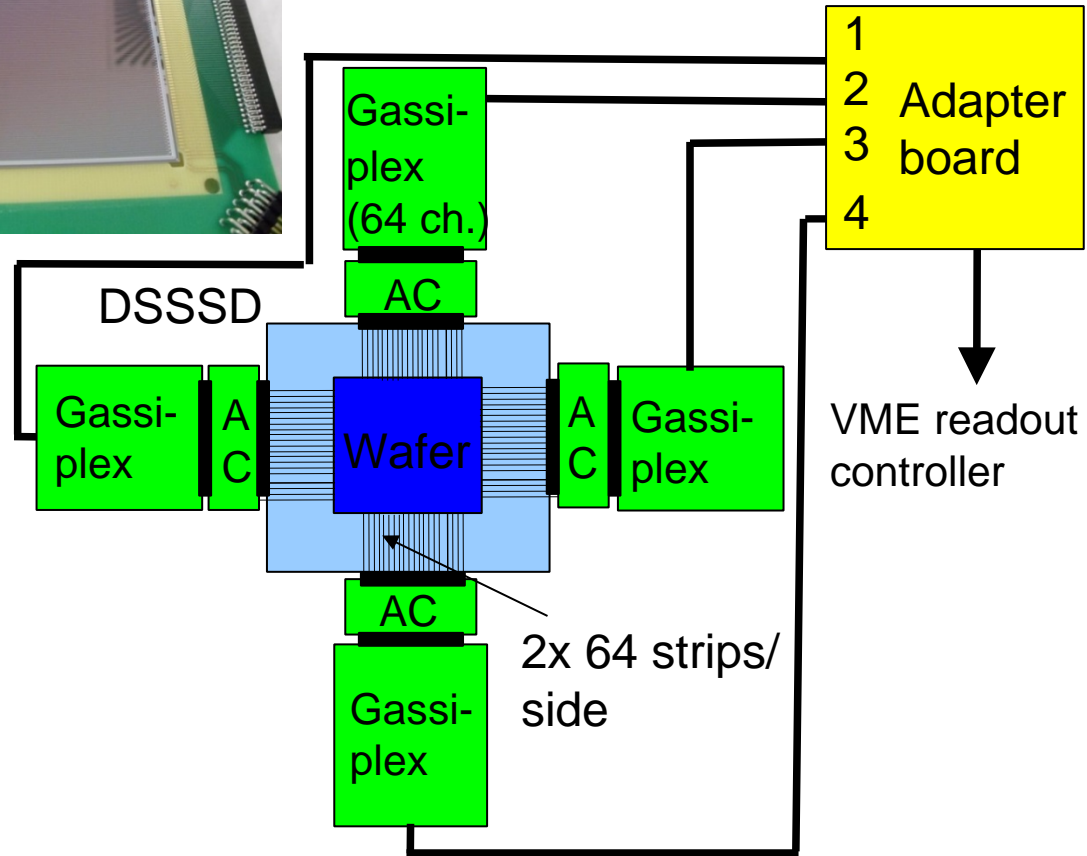 1
2
3
4
Adapter
board
Gassi-
plex
(64 ch.)
AC
DSSSD
Gassi-
plex
A
C
Wafer
A
C
Gassi-
plex
VME readout
controller
AC
2x 64 strips/
side
Gassi-
plex